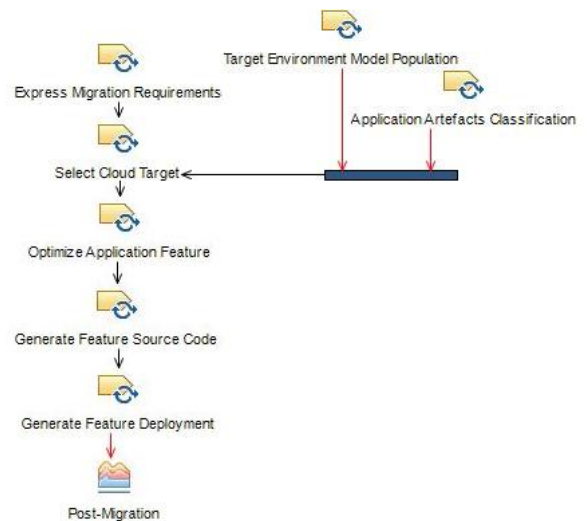 Target Environment Model Population
Express Migration Requirements
Application Artefacts Classification
Select Cloud Target
Optimize Application Feature
Generate Feature Source Code
Generate Feature Deployment
Post-Migration